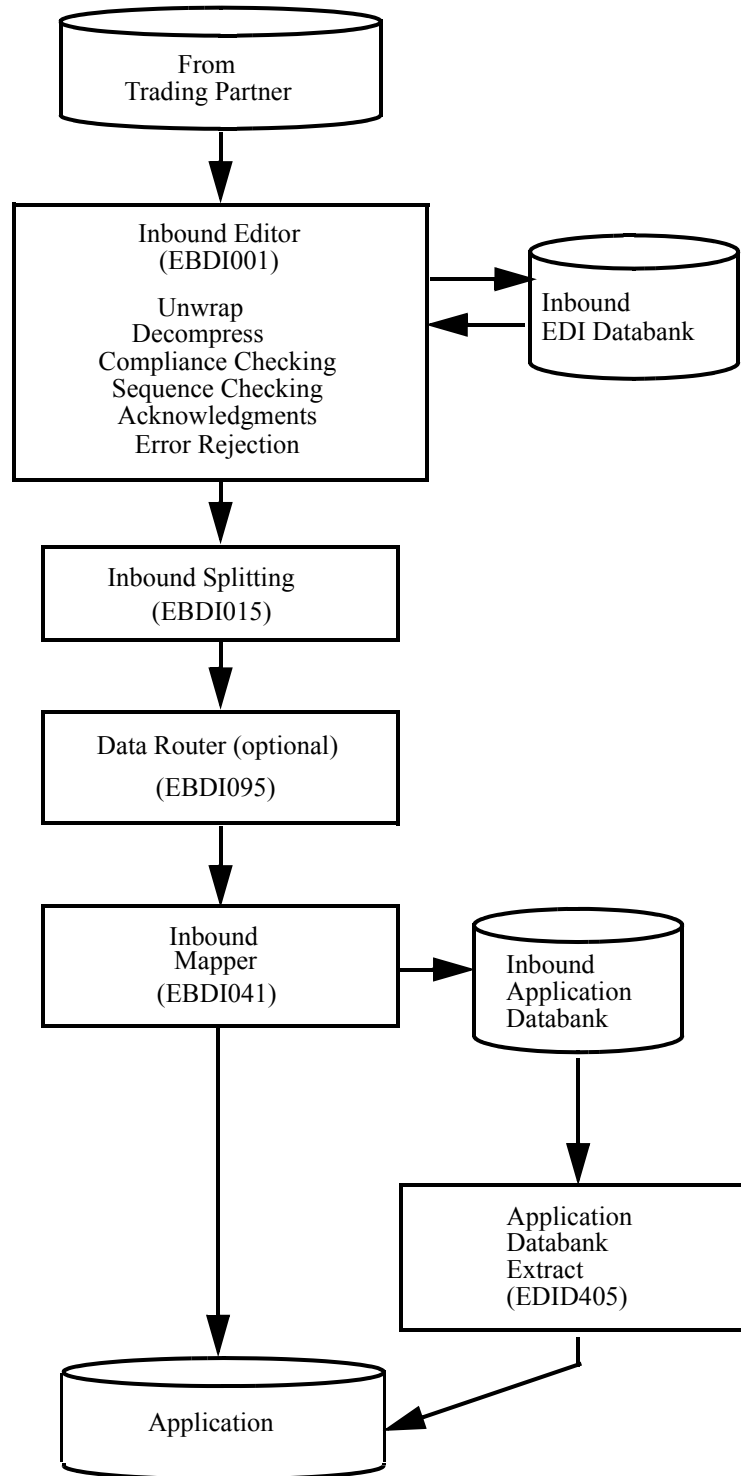 From
Trading Partner
Inbound Editor
(EBDI001)
Unwrap
Decompress
Compliance Checking
Sequence Checking
Acknowledgments
Error Rejection
Inbound
EDI Databank
Inbound Splitting
(EBDI015)
Data Router (optional)
(EBDI095)
Inbound
Mapper
(EBDI041)
Inbound
Application
Databank
Application
Databank
Extract
(EDID405)
Application